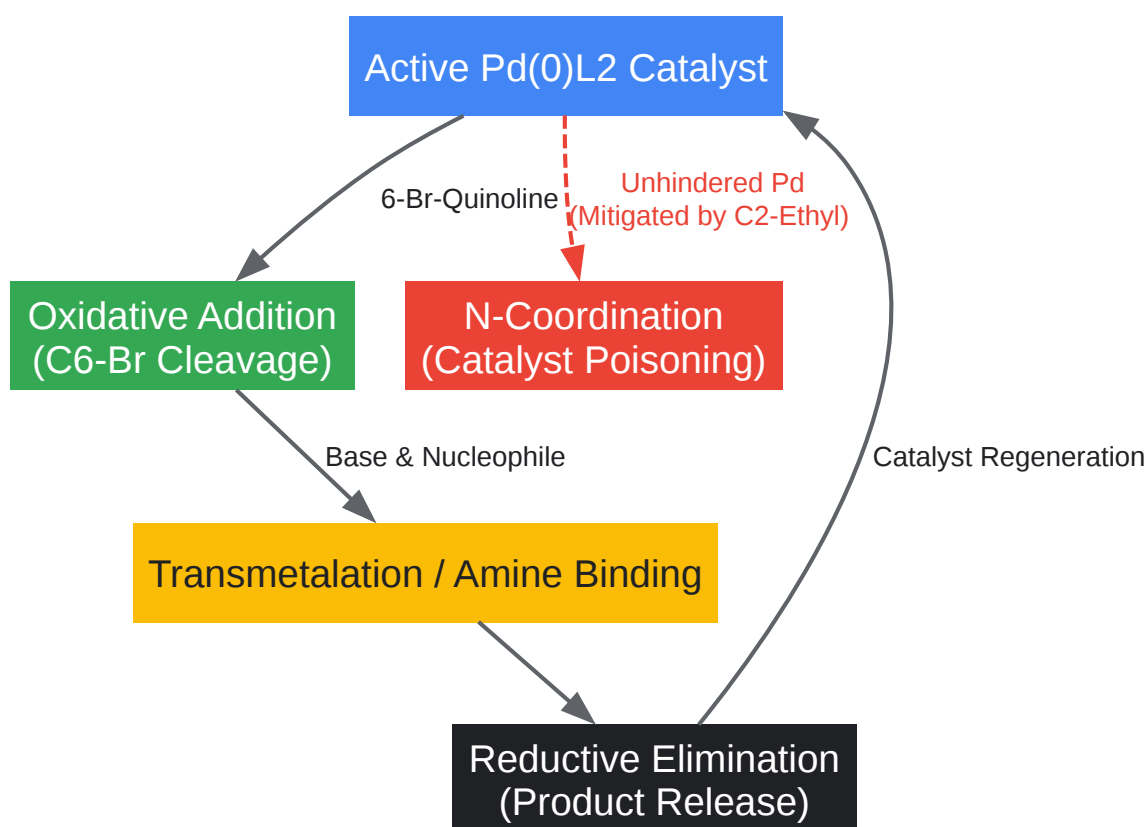 Active Pd(0)L2 Catalyst
6-Br-Quinoline
Unhindered Pd
(Mitigated by C2-Ethyl)
Oxidative Addition
(C6-Br Cleavage)
N-Coordination
(Catalyst Poisoning)
Base & Nucleophile
Catalyst Regeneration
Transmetalation / Amine Binding
Reductive Elimination
(Product Release)